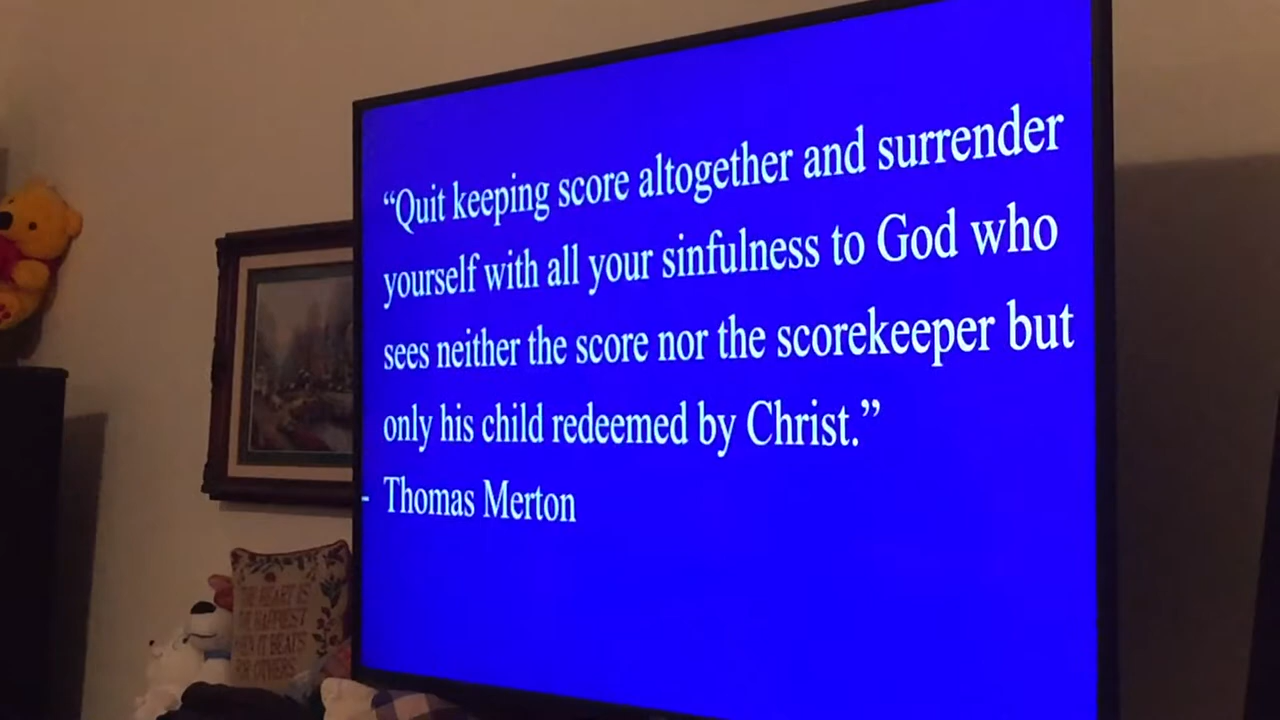 “Quit keeping score altogether and surrender
yourself with all your sinfulness to God who
sees neither the score nor the scorekeeper but
only his child redeemed by Christ.”
- Thomas Merton
THE HEART IS
THE HAPPIEST
WHEN IT BEATS
FOR OTHERS